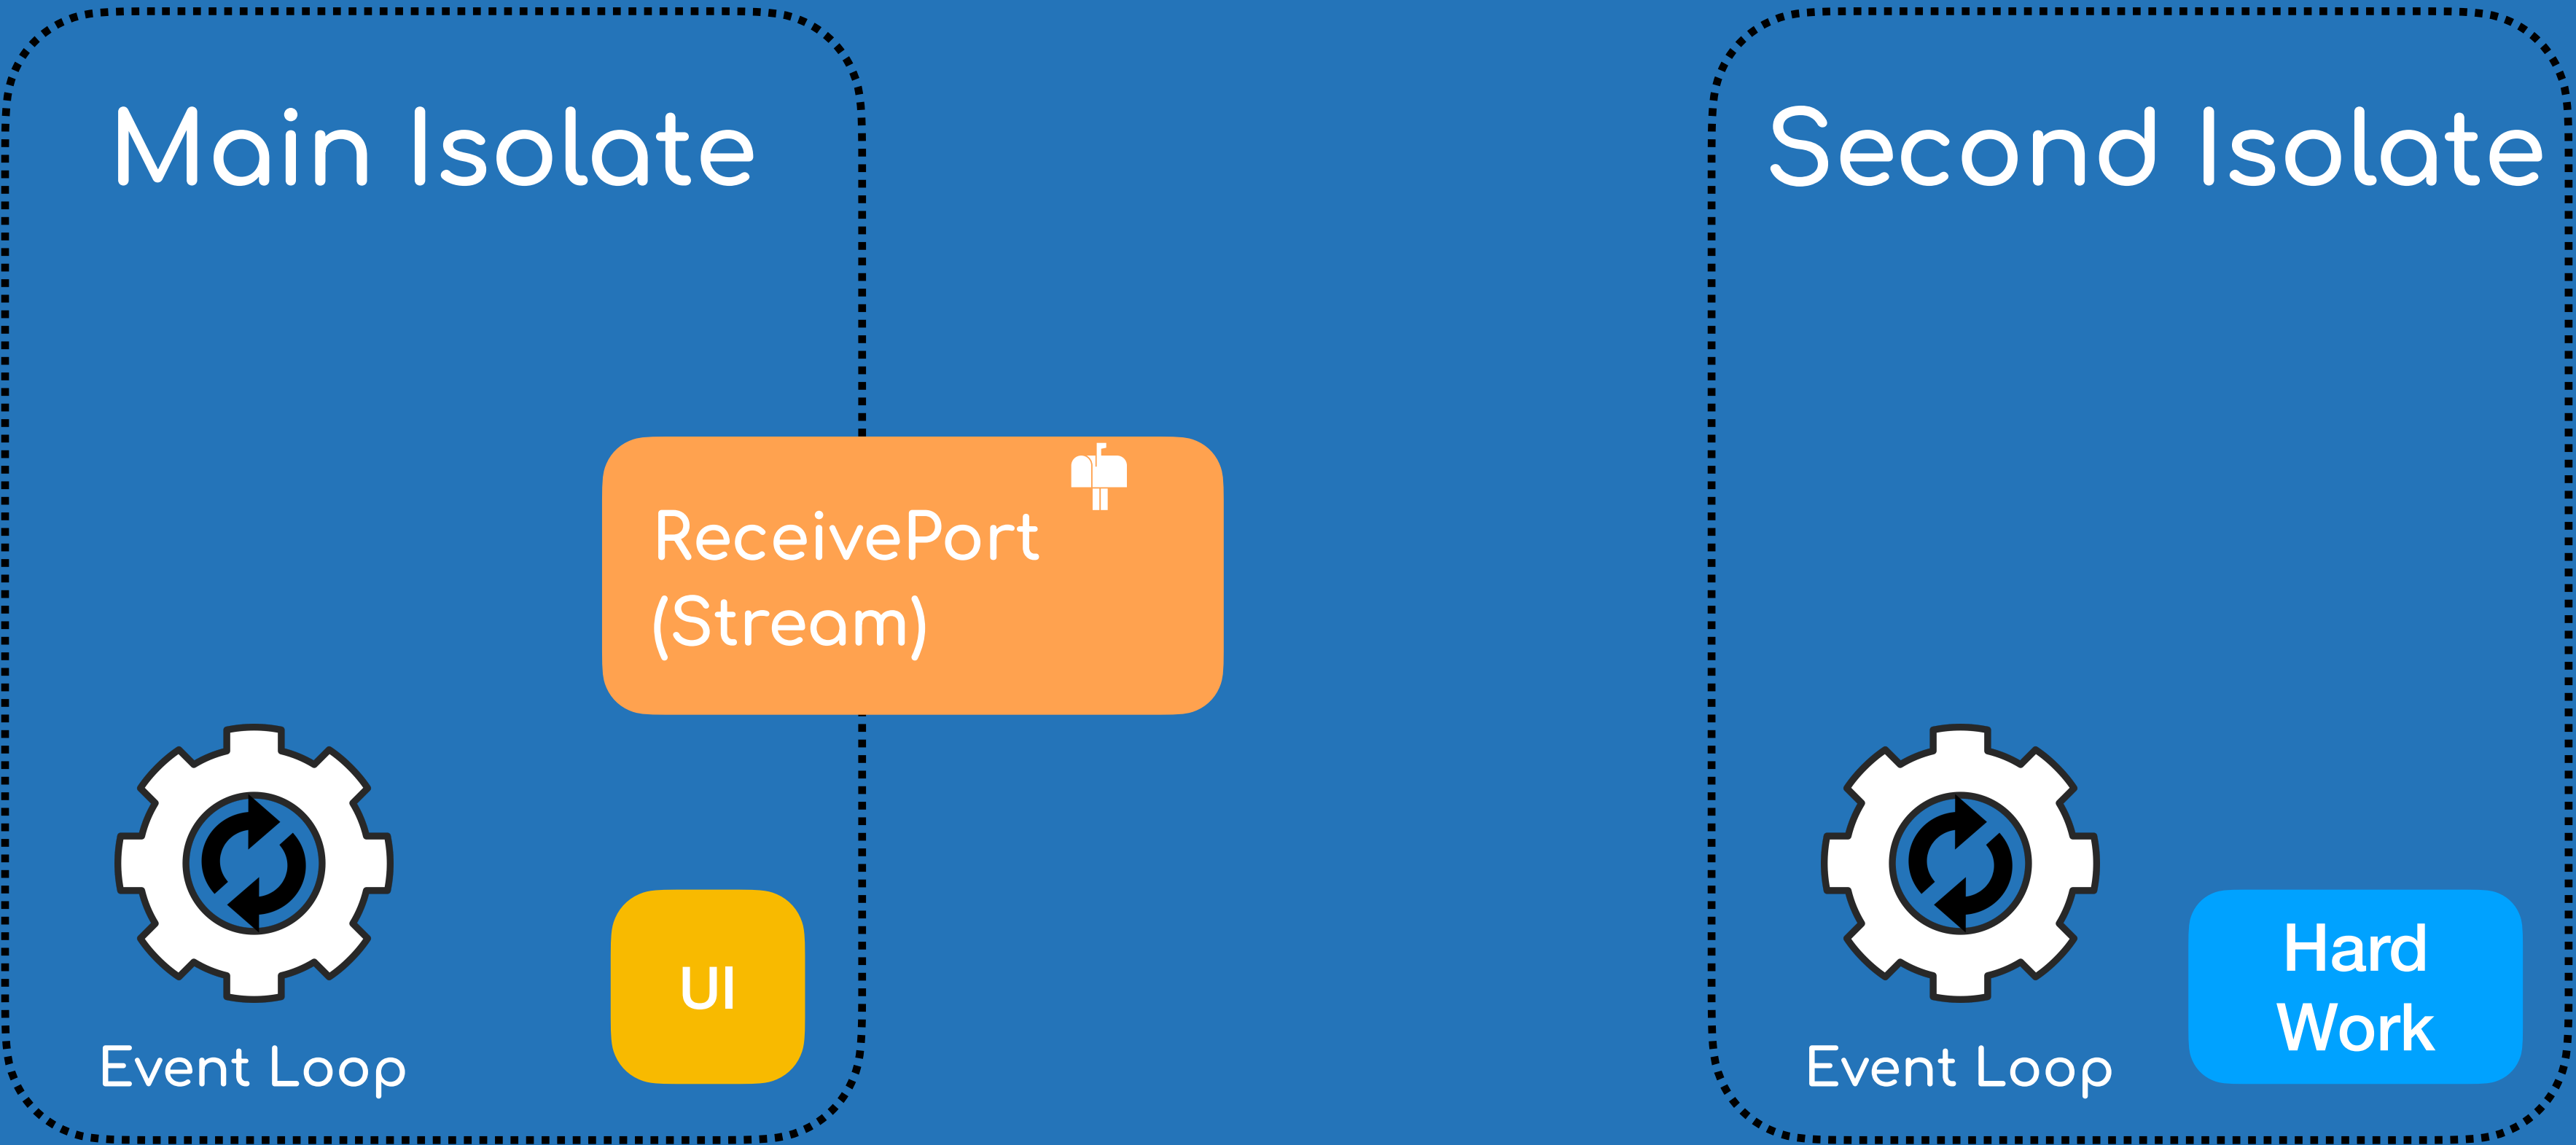 Main Isolate
Second Isolate
ReceivePort
(Stream)
UI
Event Loop
Hard
Work
Event Loop